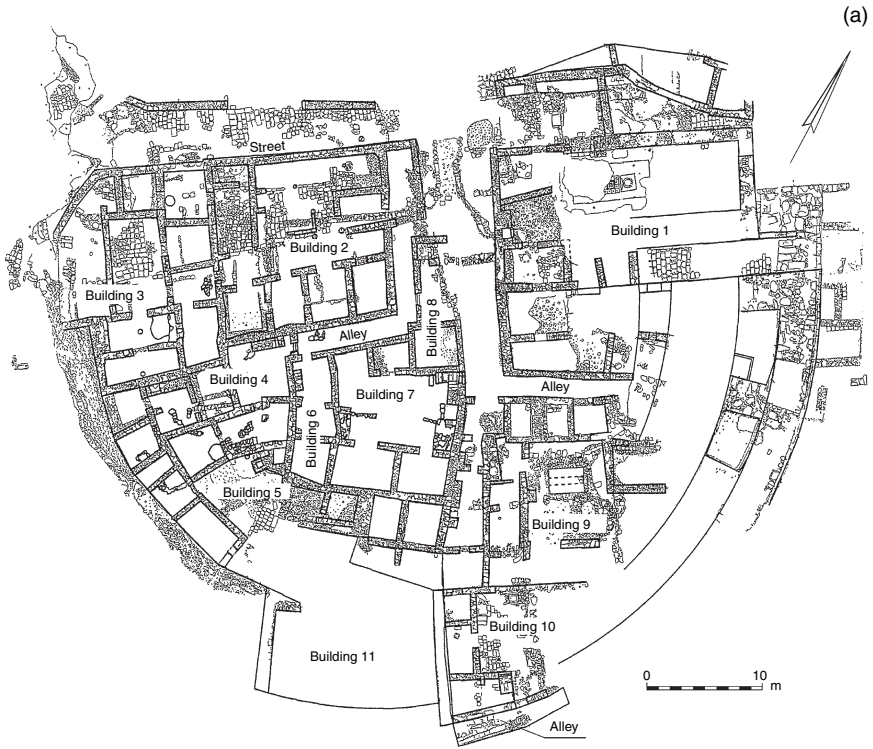 (a)
Street
Building 1
Building 2
Building 3
Building 8
Alley
Building 4
Building 7
Alley
Building 6
Building 5
Building 9
Building 10
Building 11
0 10
m
Alley